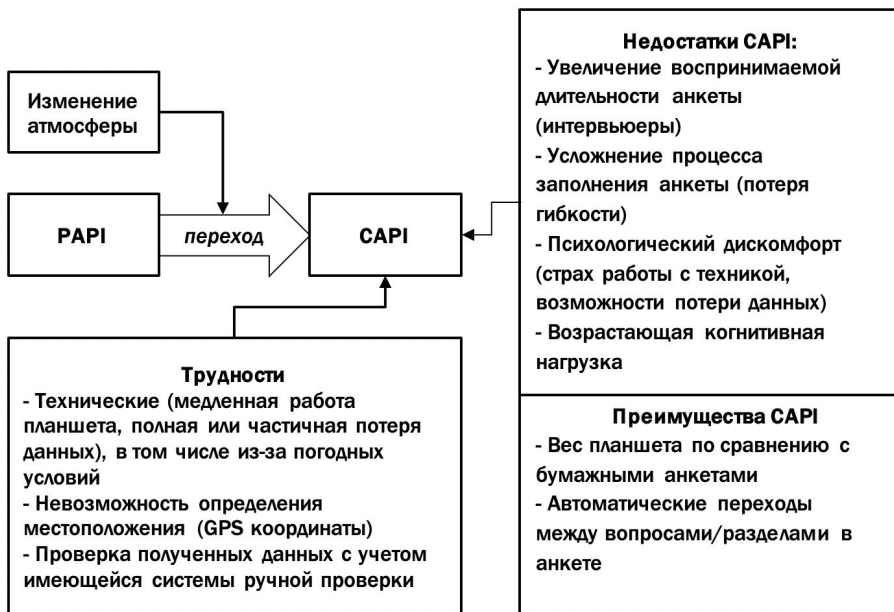 Изменение
атмосферы
PAPI
переход
CAPI
Трудности
- Технические (медленная работа
планшета, полная или частичная потеря
данных), в том числе из-за погодных
условий
- Невозможность определения
местоположения (GPS координаты)
- Проверка полученных данных с учетом
имеющейся системы ручной проверки
Недостатки CAPI:
- Увеличение воспринимаемой
длительности анкеты
(интервьюеры)
- Усложнение процесса
заполнения анкеты (потеря
гибкости)
- Психологический дискомфорт
(страх работы с техникой,
возможности потери данных)
- Возрастающая когнитивная
нагрузка
Преимущества CAPI
- Вес планшета по сравнению с
бумажными анкетами
- Автоматические переходы
между вопросами/разделами в
анкете